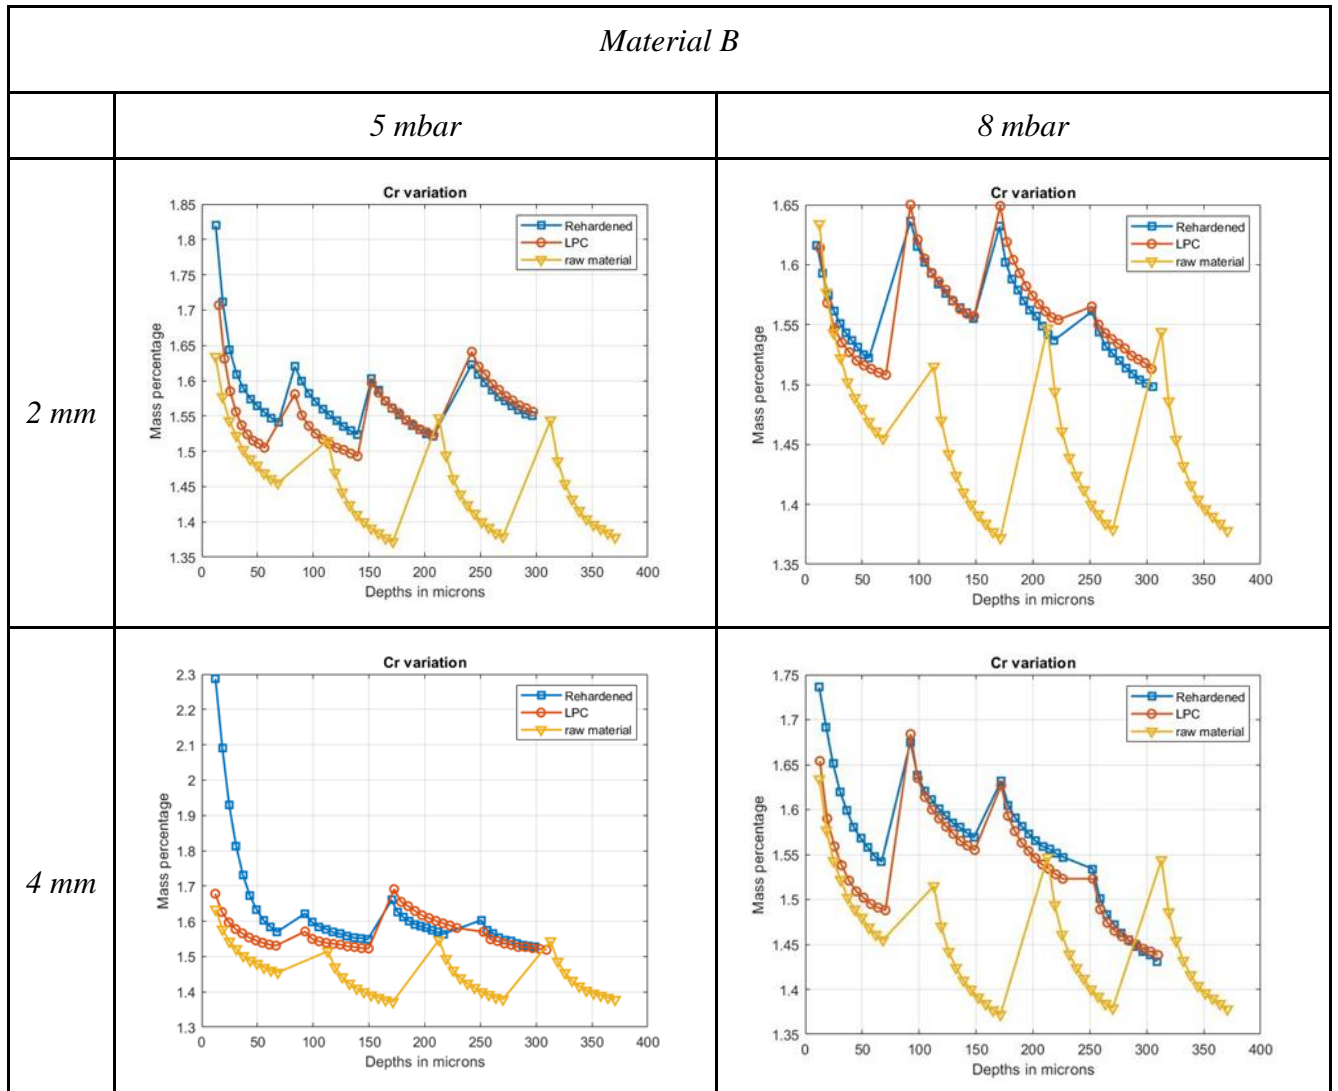 Material B
5 mbar
8 mbar
2 mm
Cr variation
Mass percentage
1.85
1.8
1.75
1.7
1.65
1.6
1.55
1.5
1.45
1.4
1.35
0 50 100 150 200 250 300 350 400
Depths in microns
Rehardened
LPC
raw material
Cr variation
Mass percentage
1.65
1.6
1.55
1.5
1.45
1.4
1.35
0 50 100 150 200 250 300 350 400
Depths in microns
Rehardened
LPC
raw material
4 mm
Cr variation
Mass percentage
2.3
2.2
2.1
2
1.9
1.8
1.7
1.6
1.5
1.4
1.3
0 50 100 150 200 250 300 350 400
Depths in microns
Rehardened
LPC
raw material
Cr variation
Mass percentage
1.75
1.7
1.65
1.6
1.55
1.5
1.45
1.4
1.35
0 50 100 150 200 250 300 350 400
Depths in microns
Rehardened
LPC
raw material